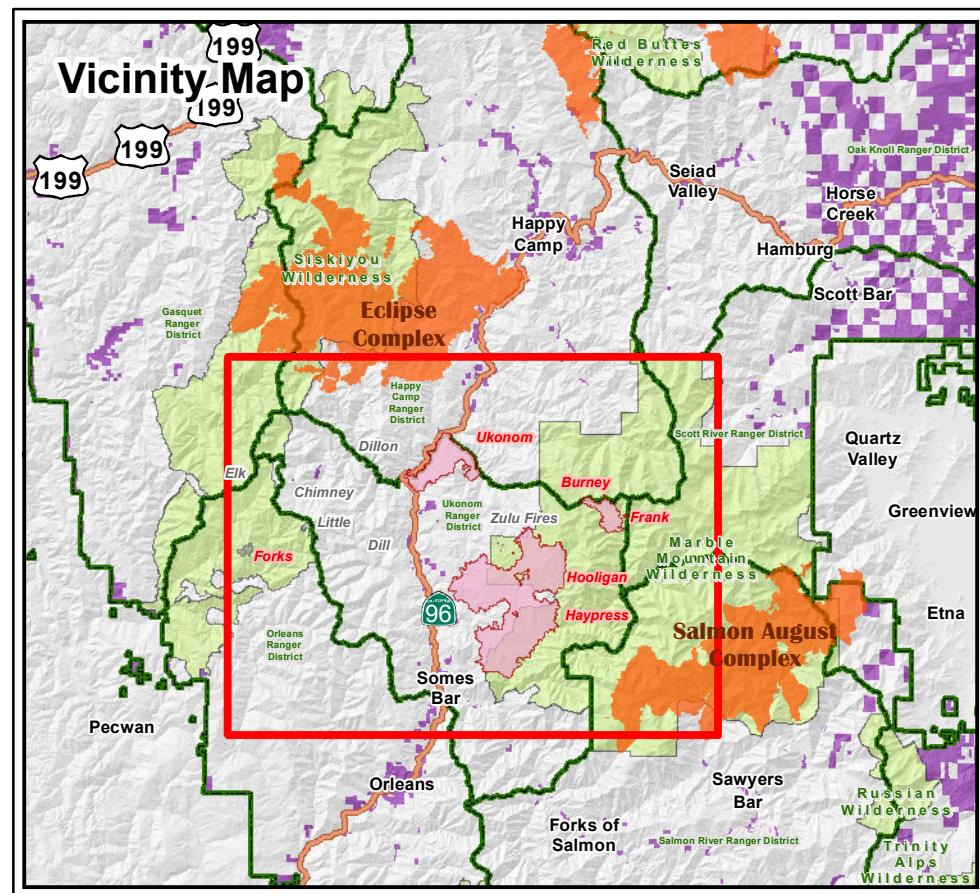 199
Vicinity Map
199
199
199
Red Buttes
Wilderness
Oak Knoll Ranger District
Seiad
Valley
Horse
Creek
Happy
Camp
Hamburg
Siskiyou
Wilderness
Scott Bar
Gasquet
Ranger
District
Eclipse
Complex
Happy
Camp
Ranger
District
Ukonom
Scott River Ranger District
Quartz
Valley
Dillon
Elk
Burney
Chimney
Ukonom
Ranger
District
Zulu Fires
Frank
Greenview
Little
Dill
Forks
Marble
Mountain
Wilderness
Hooligan
CALIFORNIA
96
Haypress
Etna
Orleans
Ranger
District
Salmon August
Complex
Somes
Bar
Pecwan
Orleans
Sawyers
Bar
Russian
Wilderness
Forks of
Salmon
Salmon River Ranger District
Trinity
Alps
Wilderness